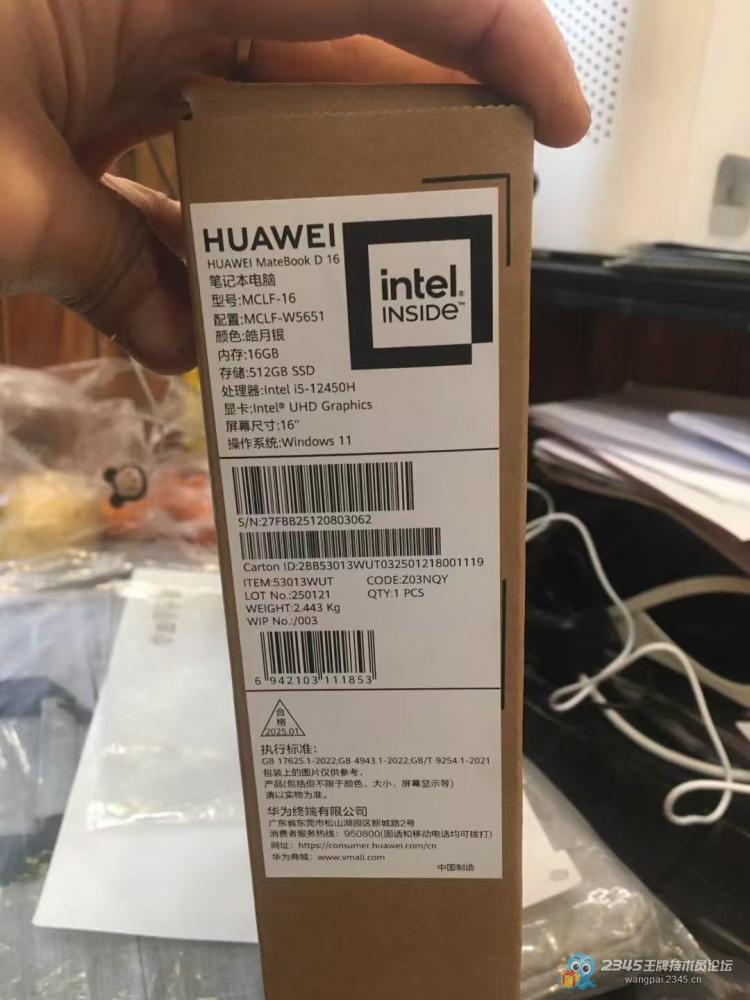 HUAWEI
HUAWEI MateBook D 16
笔记本电脑
型号:MCLF-16
配置:MCLF-W5651
颜色:皓月银
内存:16GB
存储:512GB SSD
处理器:Intel i5-12450H
显卡:Intel® UHD Graphics
屏幕尺寸:16"
操作系统:Windows 11
intel®
INSIDE™
S/N:27FBB25120803062
Carton ID:2BB53013WUT032501218001119
ITEM:53013WUT CODE:Z03NQY
LOT No.:250121 QTY:1 PCS
WEIGHT:2.443 Kg
WIP No.:/003
6 942103 111853
合
格
2025.01
执行标准：
GB 17625.1-2022;GB 4943.1-2022;GB/T 9254.1-2021
包装上的图片仅供参考，
产品(包括但不限于颜色、大小、屏幕显示等)
请以实物为准。
华为终端有限公司
广东省东莞市松山湖园区新城路2号
消费者服务热线：950800(固话和移动电话均可拨打)
网址：https://consumer.huawei.com/cn
华为商城：www.vmall.com
中国制造
2345王牌技术员论坛
wangpai.2345.cn